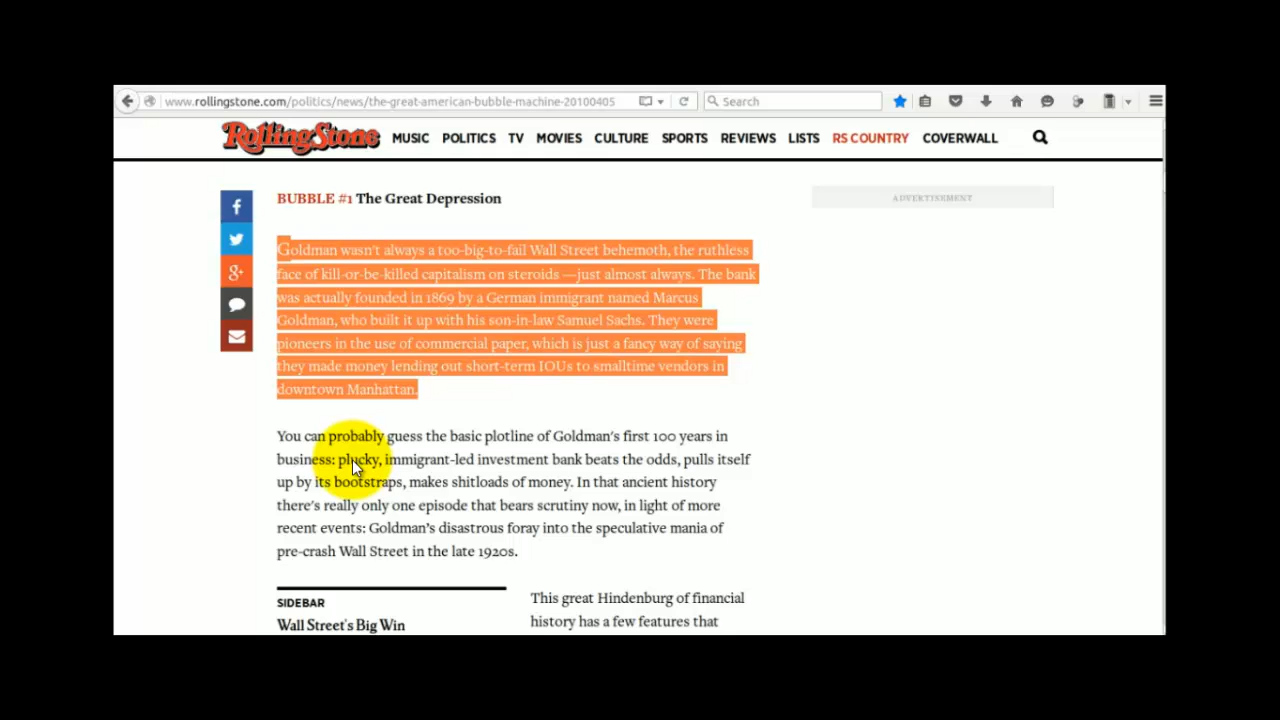 www.rollingstone.com/politics/news/the-great-american-bubble-machine-20100405
Search
RollingStone
MUSIC POLITICS TV MOVIES CULTURE SPORTS REVIEWS LISTS RS COUNTRY COVERWALL
BUBBLE #1 The Great Depression
ADVERTISEMENT
Goldman wasn't always a too-big-to-fail Wall Street behemoth, the ruthless
face of kill-or-be-killed capitalism on steroids —just almost always. The bank
was actually founded in 1869 by a German immigrant named Marcus
Goldman, who built it up with his son-in-law Samuel Sachs. They were
pioneers in the use of commercial paper, which is just a fancy way of saying
they made money lending out short-term IOUs to smalltime vendors in
downtown Manhattan.
You can probably guess the basic plotline of Goldman's first 100 years in
business: plucky, immigrant-led investment bank beats the odds, pulls itself
up by its bootstraps, makes shitloads of money. In that ancient history
there's really only one episode that bears scrutiny now, in light of more
recent events: Goldman's disastrous foray into the speculative mania of
pre-crash Wall Street in the late 1920s.
SIDEBAR
Wall Street's Big Win
This great Hindenburg of financial
history has a few features that